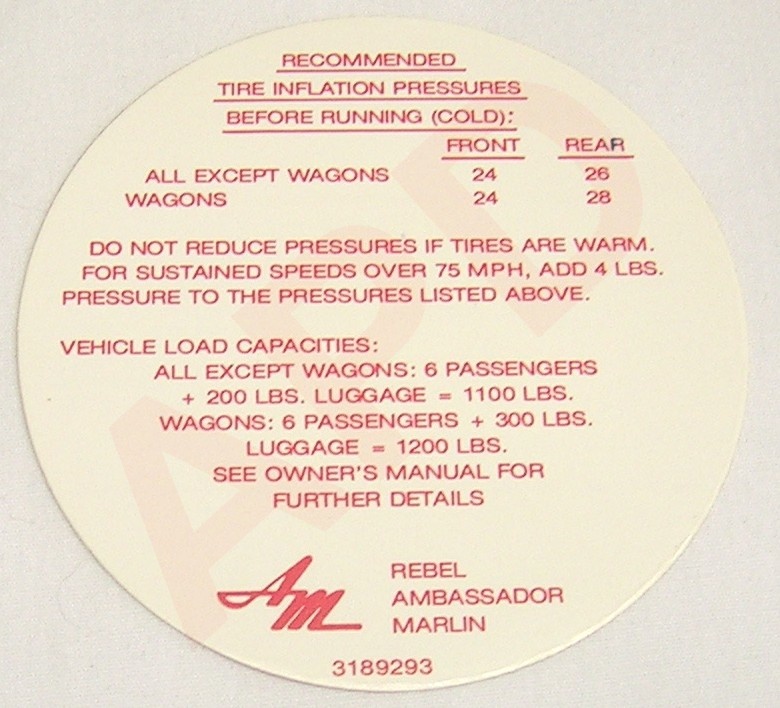 RECOMMENDED
TIRE INFLATION PRESSURES
BEFORE RUNNING (COLD):
FRONT REAR
ALL EXCEPT WAGONS 24 26
WAGONS 24 28
DO NOT REDUCE PRESSURES IF TIRES ARE WARM.
FOR SUSTAINED SPEEDS OVER 75 MPH, ADD 4 LBS.
PRESSURE TO THE PRESSURES LISTED ABOVE.
VEHICLE LOAD CAPACITIES:
ALL EXCEPT WAGONS: 6 PASSENGERS
+ 200 LBS. LUGGAGE = 1100 LBS.
WAGONS: 6 PASSENGERS + 300 LBS.
LUGGAGE = 1200 LBS.
SEE OWNER'S MANUAL FOR
FURTHER DETAILS
AM
REBEL
AMBASSADOR
MARLIN
3189293
APD